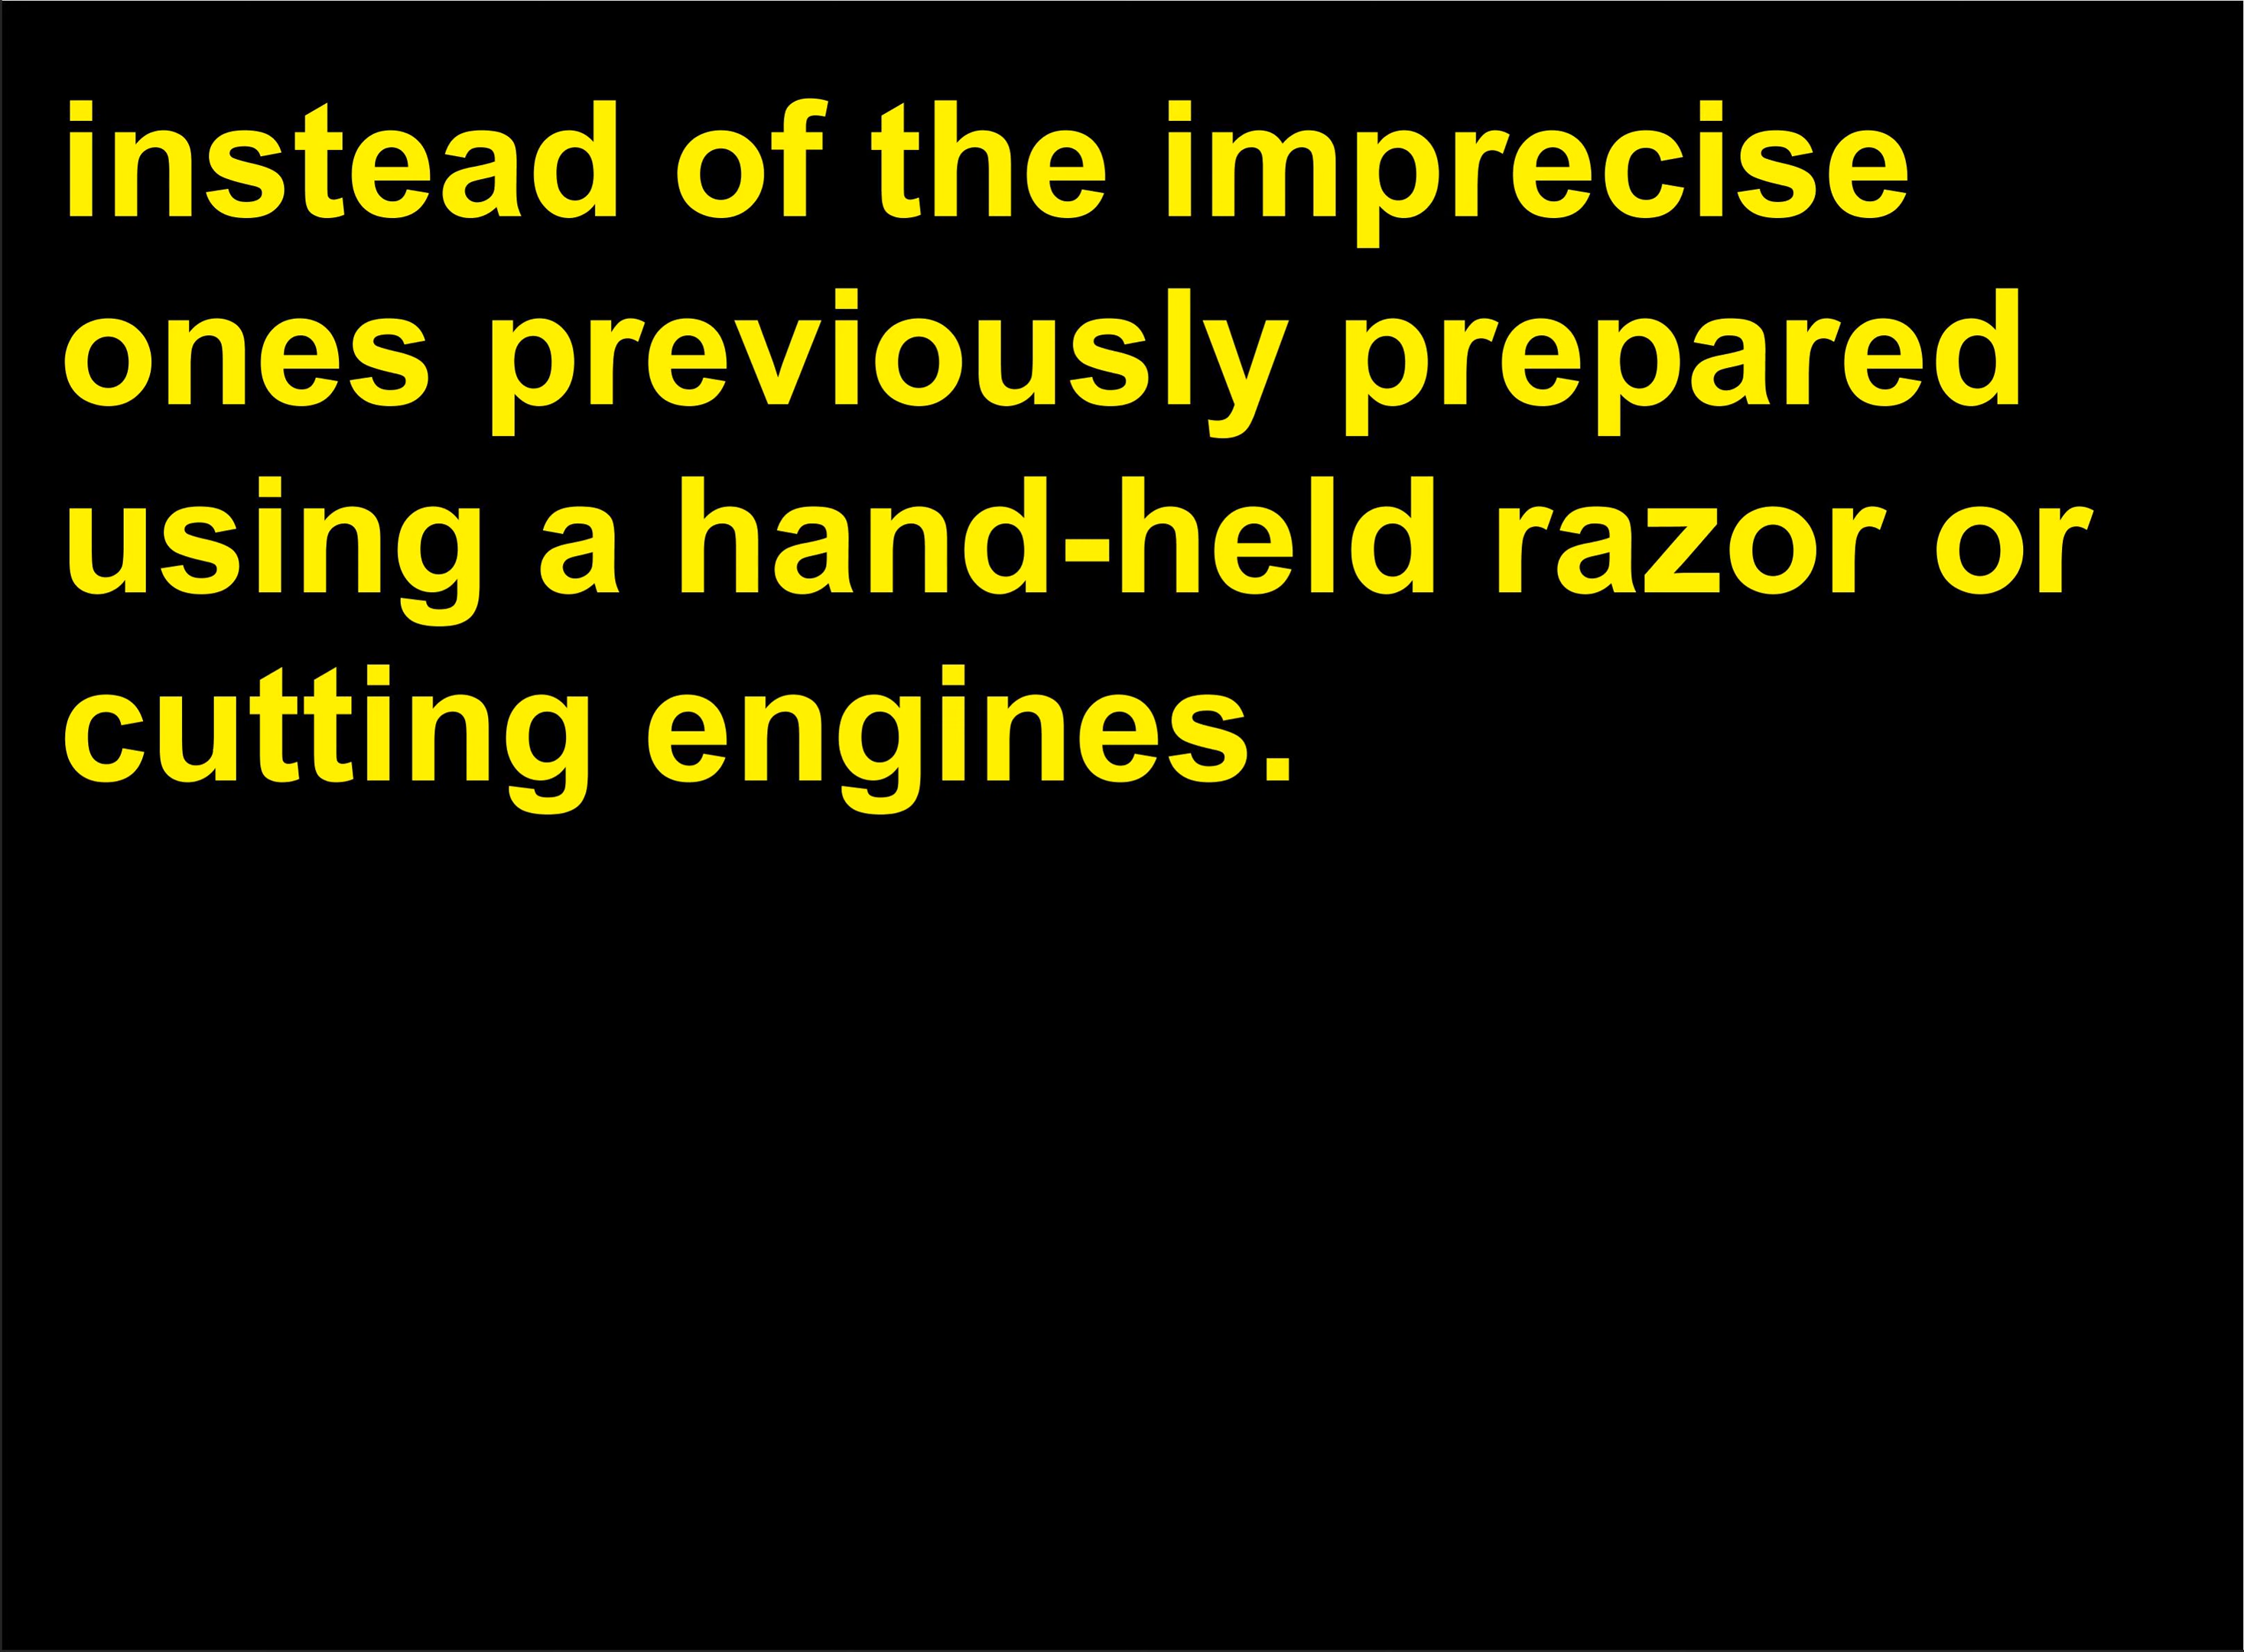 instead of the imprecise
ones previously prepared
using a hand-held razor or
cutting engines.